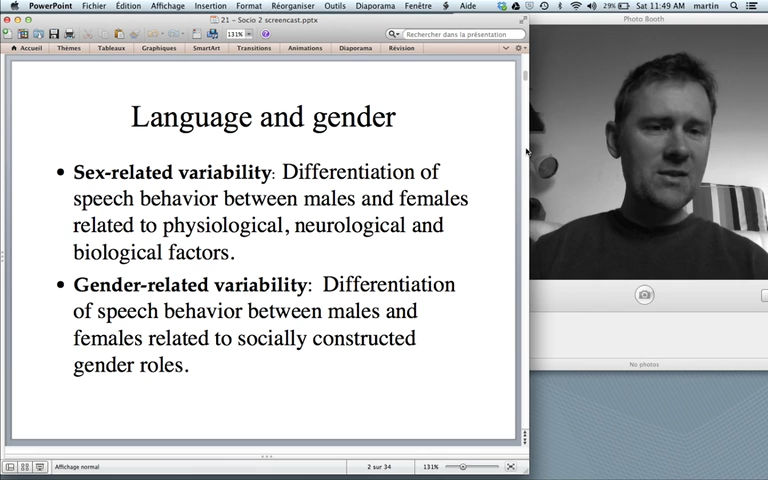 PowerPoint Fichier Édition Affichage Insertion Format Réorganiser Outils Diaporama Fenêtre Aide 29% Sat 11:49 AM martin
21 – Socio 2 screencast.pptx
Photo Booth
131%
Rechercher dans la présentation
Accueil Thèmes Tableaux Graphiques SmartArt Transitions Animations Diaporama Révision
Language and gender
• Sex-related variability: Differentiation of
speech behavior between males and females
related to physiological, neurological and
biological factors.
• Gender-related variability: Differentiation
of speech behavior between males and
females related to socially constructed
gender roles.
No photos
Affichage normal 2 sur 34 131%